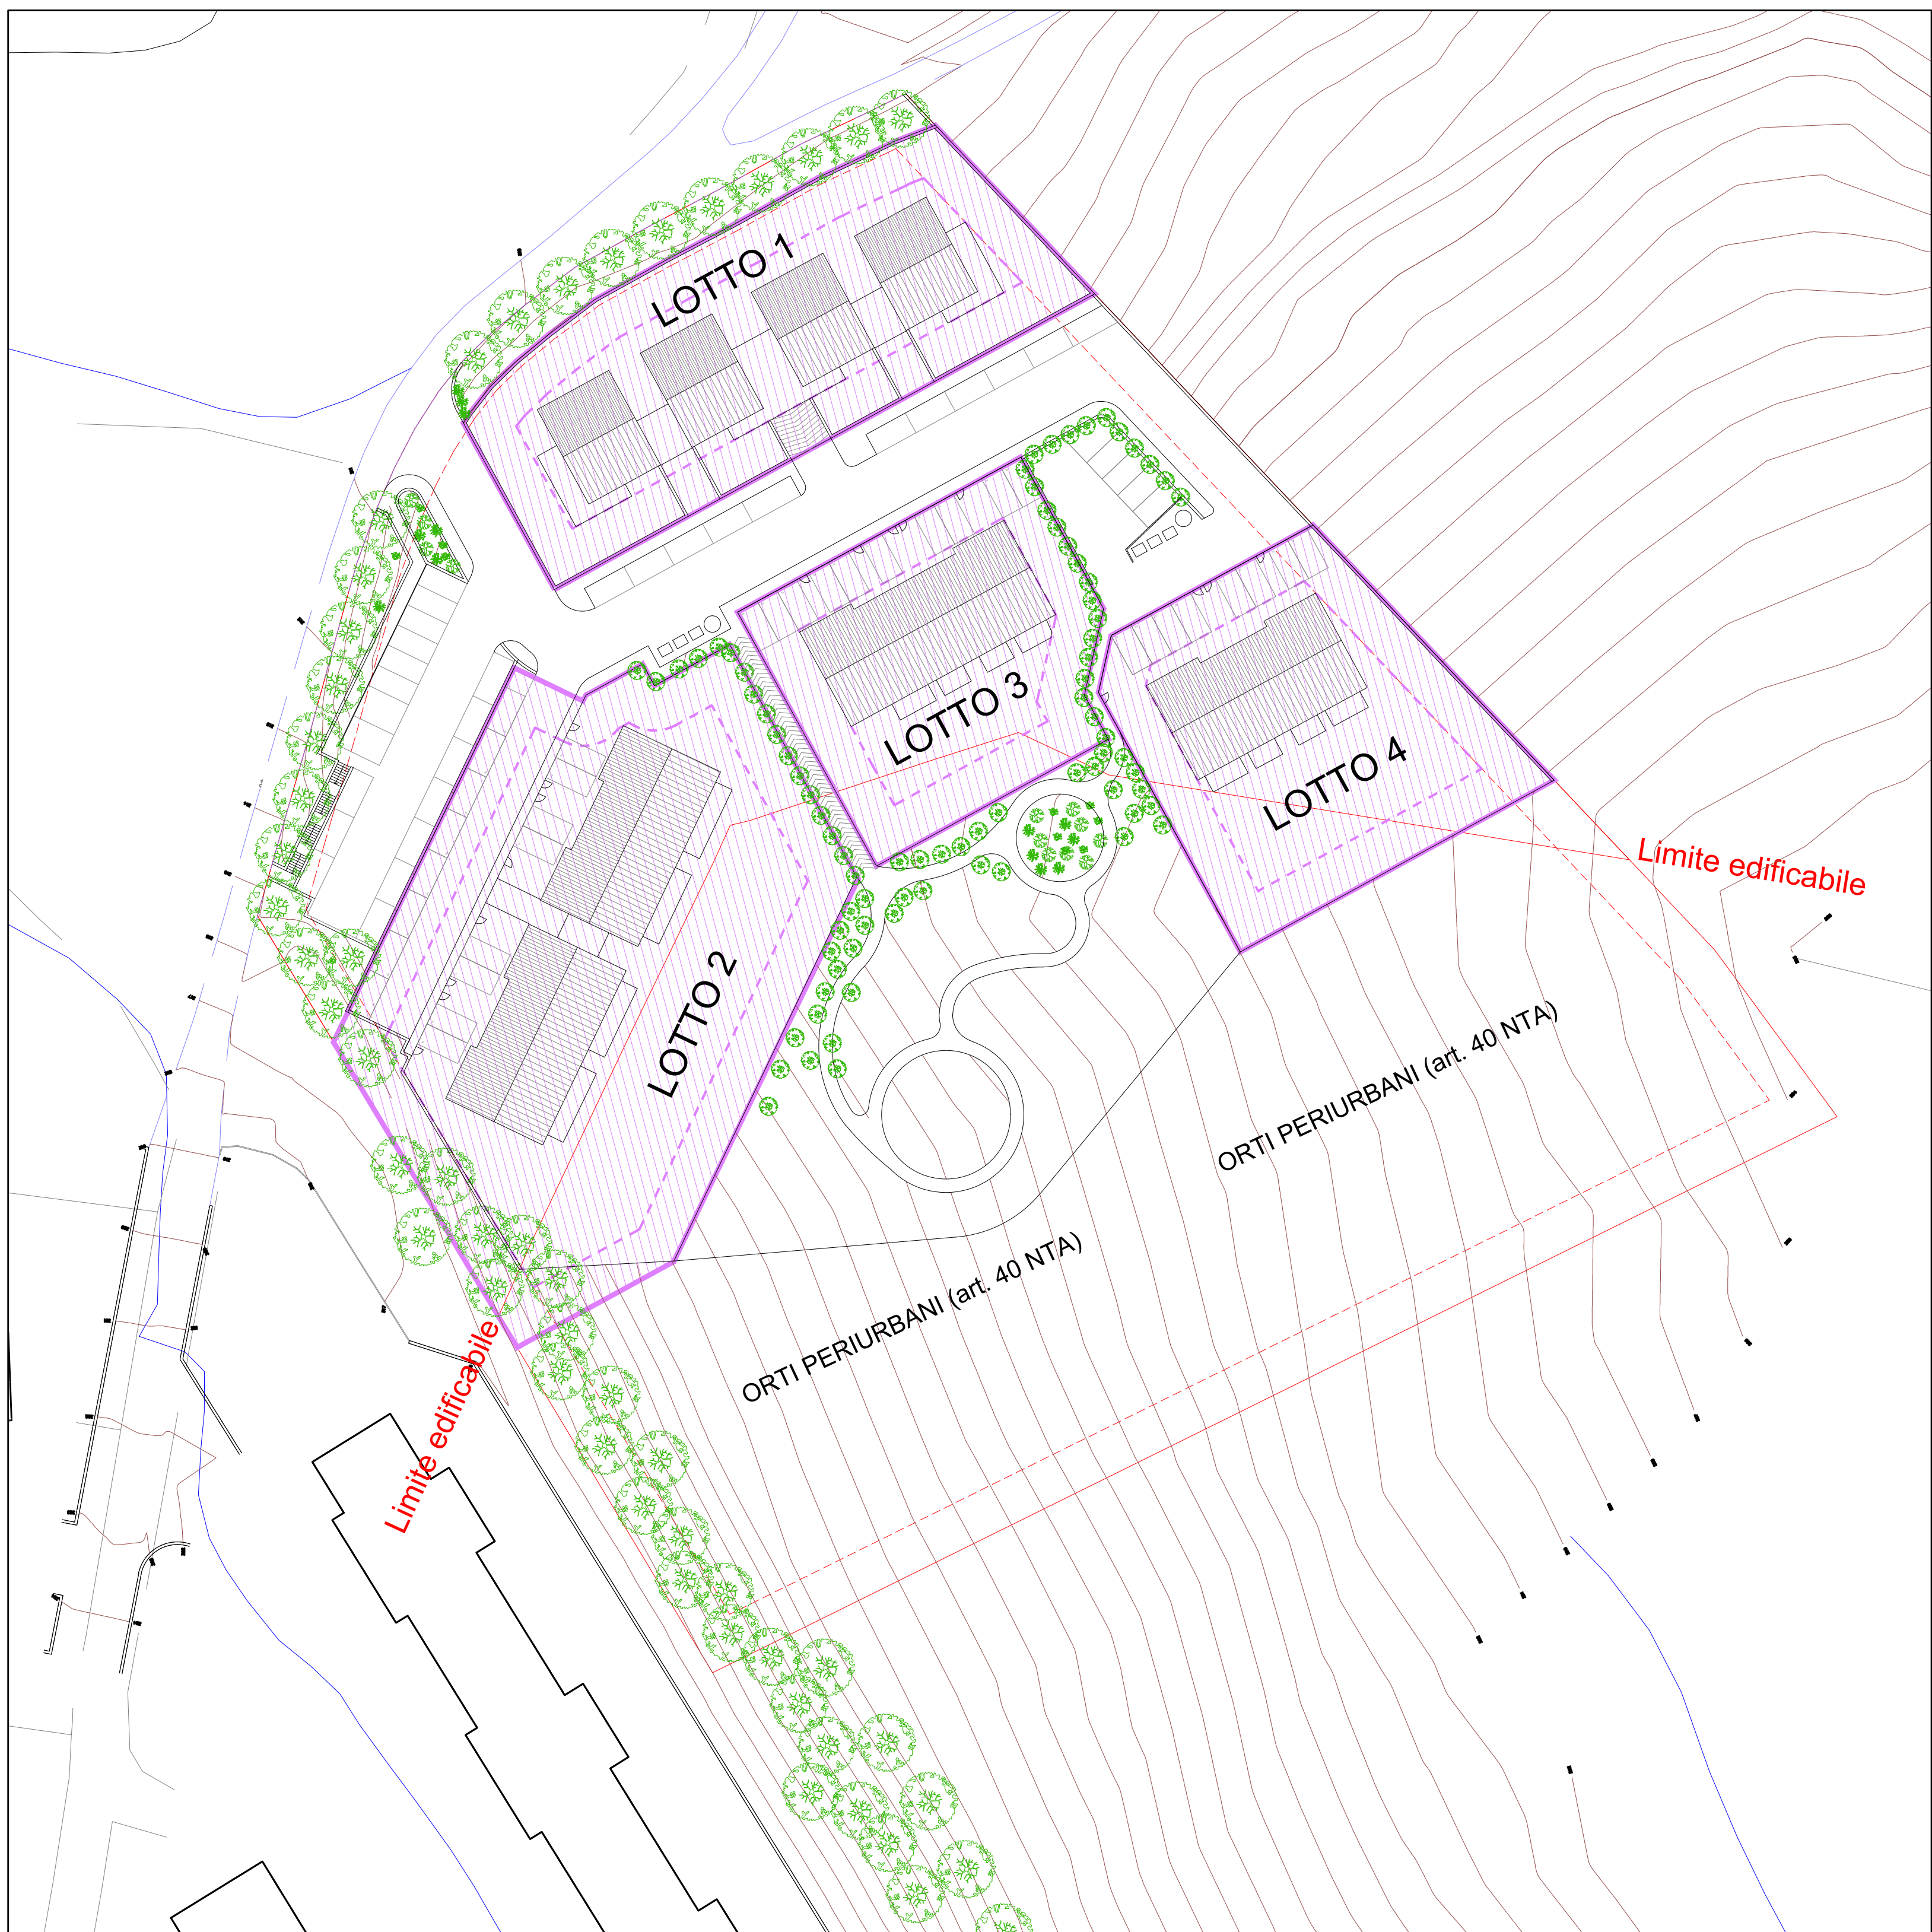 LOTTO 1
LOTTO 3
LOTTO 4
Limite edificabile
LOTTO 2
ORTI PERIURBANI (art. 40 NTA)
ORTI PERIURBANI (art. 40 NTA)
Limite edificabile